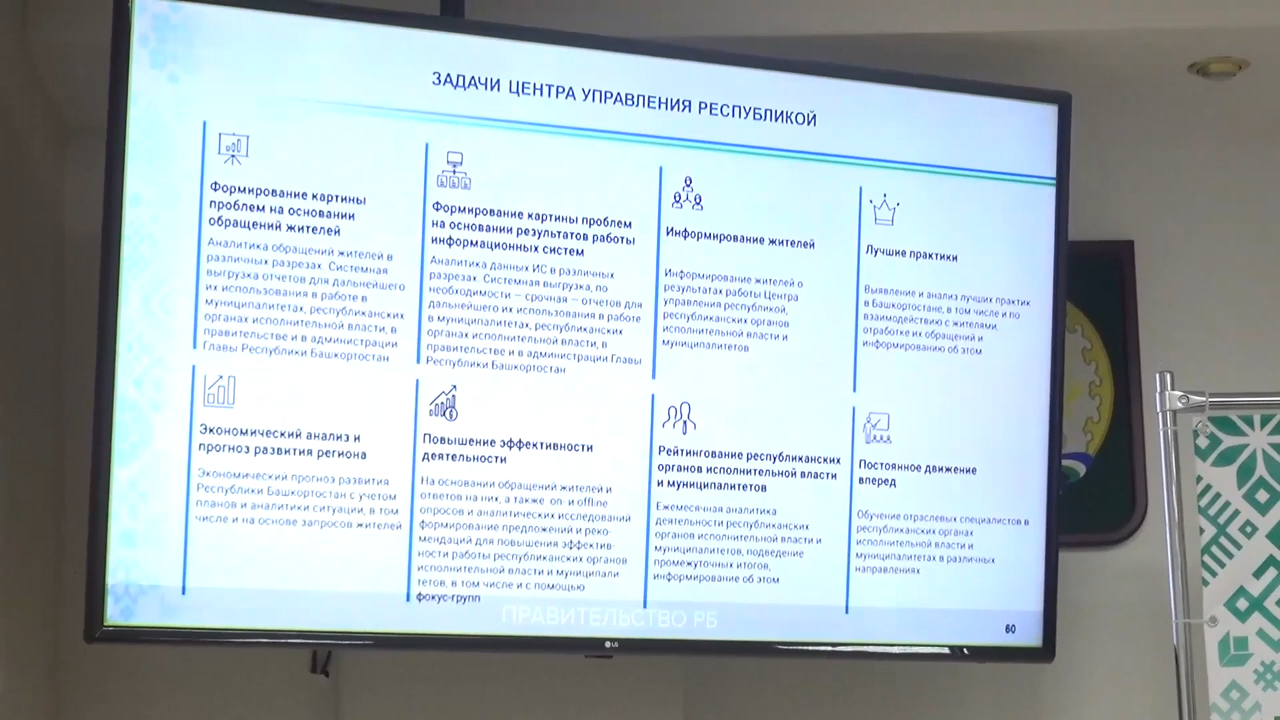 ЗАДАЧИ ЦЕНТРА УПРАВЛЕНИЯ РЕСПУБЛИКОЙ
Формирование картины
проблем на основании
обращений жителей
Аналитика обращений жителей в
различных разрезах. Системная
выгрузка отчетов для дальнейшего
их использования в работе в
муниципалитетах, республиканских
органах исполнительной власти, в
правительстве и в администрации
Главы Республики Башкортостан
Формирование картины проблем
на основании результатов работы
информационных систем
Аналитика данных ИС в различных
разрезах. Системная выгрузка, по
необходимости – срочная – отчетов для
дальнейшего их использования в работе
в муниципалитетах, республиканских
органах исполнительной власти, в
правительстве и в администрации Главы
Республики Башкортостан
Информирование жителей
Информирование жителей о
результатах работы Центра
управления республикой,
республиканских органов
исполнительной власти и
муниципалитетов
Лучшие практики
Выявление и анализ лучших практик
в Башкортостане, в том числе и по
взаимодействию с жителями,
отработке их обращений и
информированию об этом
Экономический анализ и
прогноз развития региона
Экономический прогноз развития
Республики Башкортостан с учетом
планов и аналитики ситуации, в том
числе и на основе запросов жителей
Повышение эффективности
деятельности
На основании обращений жителей и
ответов на них, а также on- и offline
опросов и аналитических исследований
формирование предложений и реко-
мендаций для повышения эффектив-
ности работы республиканских органов
исполнительной власти и муниципали
тетов, в том числе и с помощью
фокус-групп
Рейтингование республиканских
органов исполнительной власти
и муниципалитетов
Ежемесячная аналитика
деятельности республиканских
органов исполнительной власти и
муниципалитетов, подведение
промежуточных итогов,
информирование об этом
Постоянное движение
вперед
Обучение отраслевых специалистов в
республиканских органах
исполнительной власти и
муниципалитетах в различных
направлениях
ПРАВИТЕЛЬСТВО РБ
60
LG